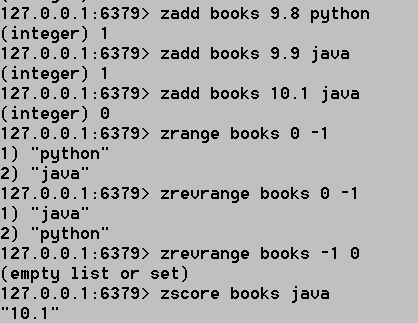 127.0.0.1:6379> zadd books 9.8 python
(integer) 1
127.0.0.1:6379> zadd books 9.9 java
(integer) 1
127.0.0.1:6379> zadd books 10.1 java
(integer) 0
127.0.0.1:6379> zrange books 0 -1
1) "python"
2) "java"
127.0.0.1:6379> zrevrange books 0 -1
1) "java"
2) "python"
127.0.0.1:6379> zrevrange books -1 0
(empty list or set)
127.0.0.1:6379> zscore books java
"10.1"